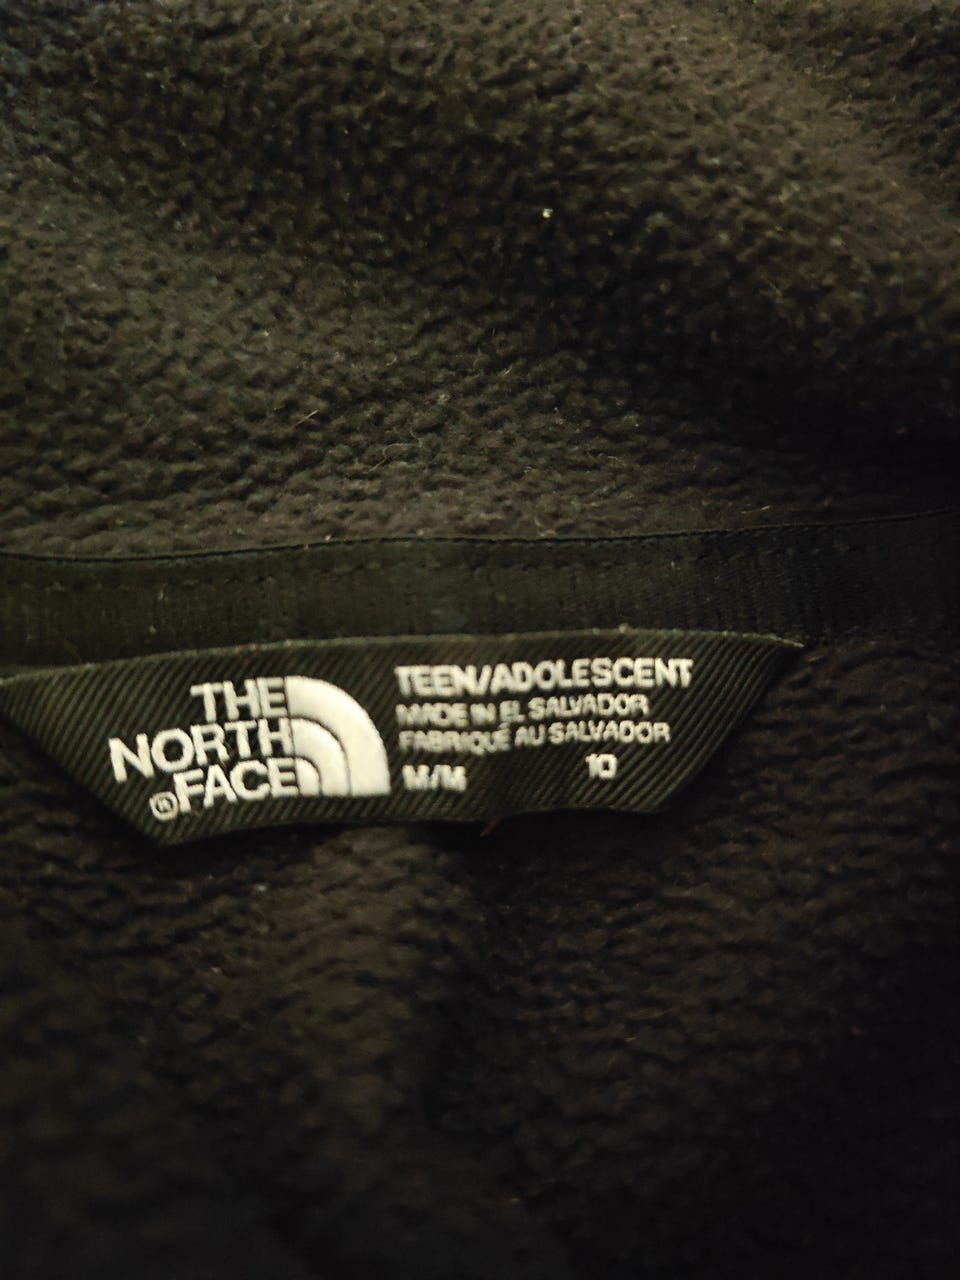 THE
NORTH
®FACE
TEEN/ADOLESCENT
MADE IN EL SALVADOR
FABRIQUÉ AU SALVADOR
M/M 10